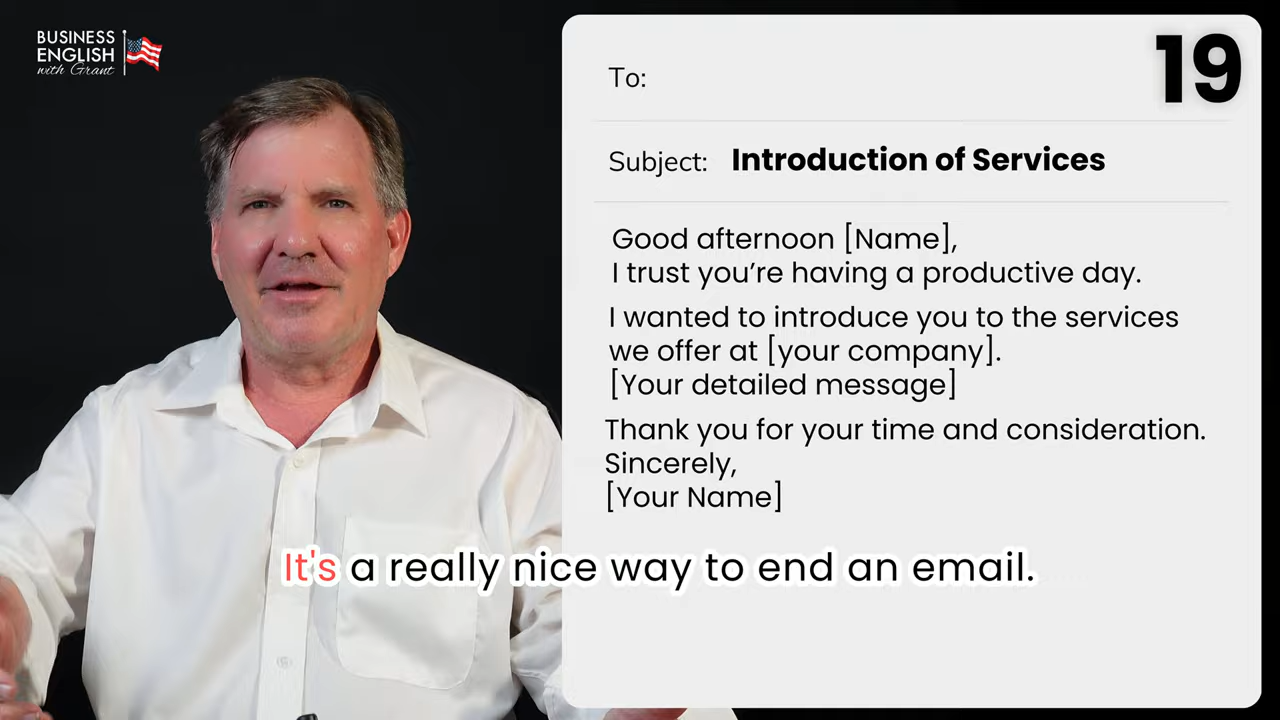 BUSINESS
ENGLISH
with Grant
19
To:
Subject: Introduction of Services
Good afternoon [Name],
I trust you’re having a productive day.
I wanted to introduce you to the services
we offer at [your company].
[Your detailed message]
Thank you for your time and consideration.
Sincerely,
[Your Name]
It's a really nice way to end an email.